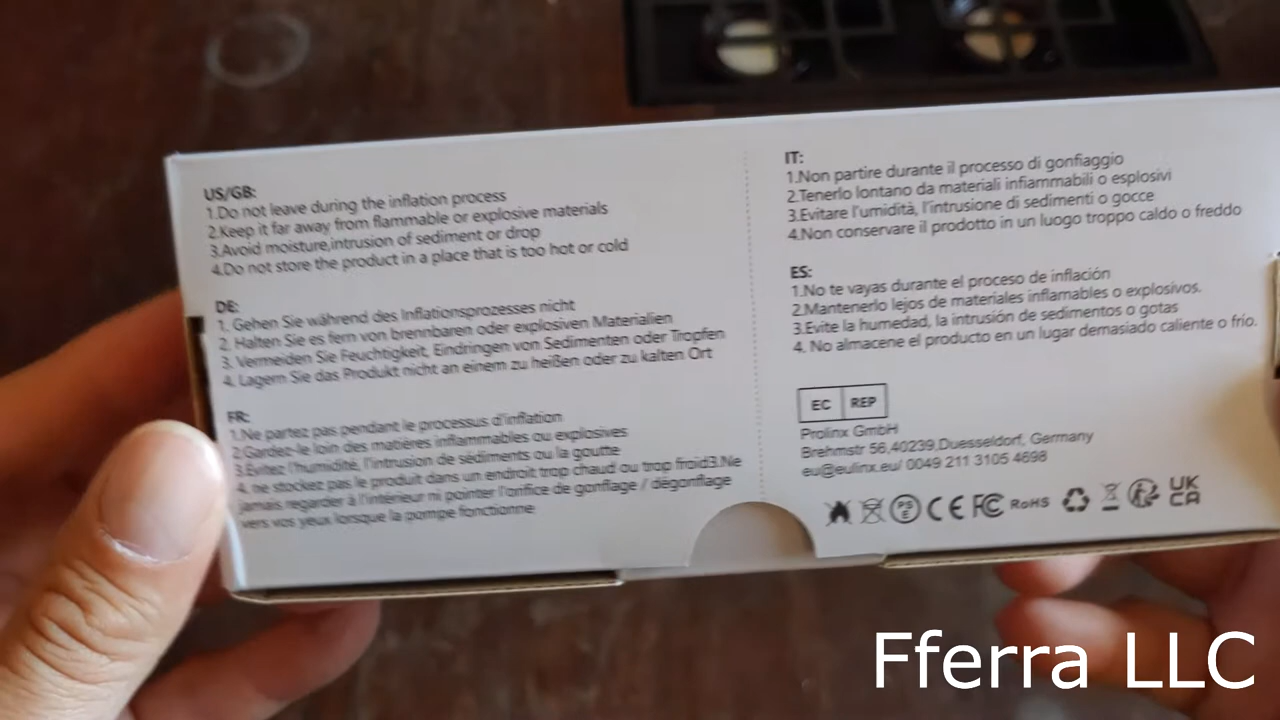 US/GB:
1.Do not leave during the inflation process
2.Keep it far away from flammable or explosive materials
3.Avoid moisture,intrusion of sediment or drop
4.Do not store the product in a place that is too hot or cold
DE:
1. Gehen Sie während des Inflationsprozesses nicht
2. Halten Sie es fern von brennbaren oder explosiven Materialien
3. Vermeiden Sie Feuchtigkeit, Eindringen von Sedimenten oder Tropfen
4. Lagern Sie das Produkt nicht an einem zu heißen oder zu kalten Ort
FR:
1.Ne partez pas pendant le processus d'inflation
2.Gardez-le loin des matières inflammables ou explosives
3.Évitez l'humidité, l'intrusion de sédiments ou la goutte
4. ne stockez pas le produit dans un endroit trop chaud ou trop froid3.Ne
jamais regarder à l'intérieur ni pointer l'orifice de gonflage / dégonflage
vers vos yeux lorsque la pompe fonctionne
IT:
1.Non partire durante il processo di gonfiaggio
2.Tenerlo lontano da materiali infiammabili o esplosivi
3.Evitare l'umidità, l'intrusione di sedimenti o gocce
4.Non conservare il prodotto in un luogo troppo caldo o freddo
ES:
1.No te vayas durante el proceso de inflación
2.Mantenerlo lejos de materiales inflamables o explosivos.
3.Evite la humedad, la intrusión de sedimentos o gotas
4. No almacene el producto en un lugar demasiado caliente o frío.
EC REP
Prolinx GmbH
Brehmstr 56,40239,Duesseldorf, Germany
eu@eulinx.eu/ 0049 211 3105 4698
PSE CE FC RoHS UK CA
Fferra LLC